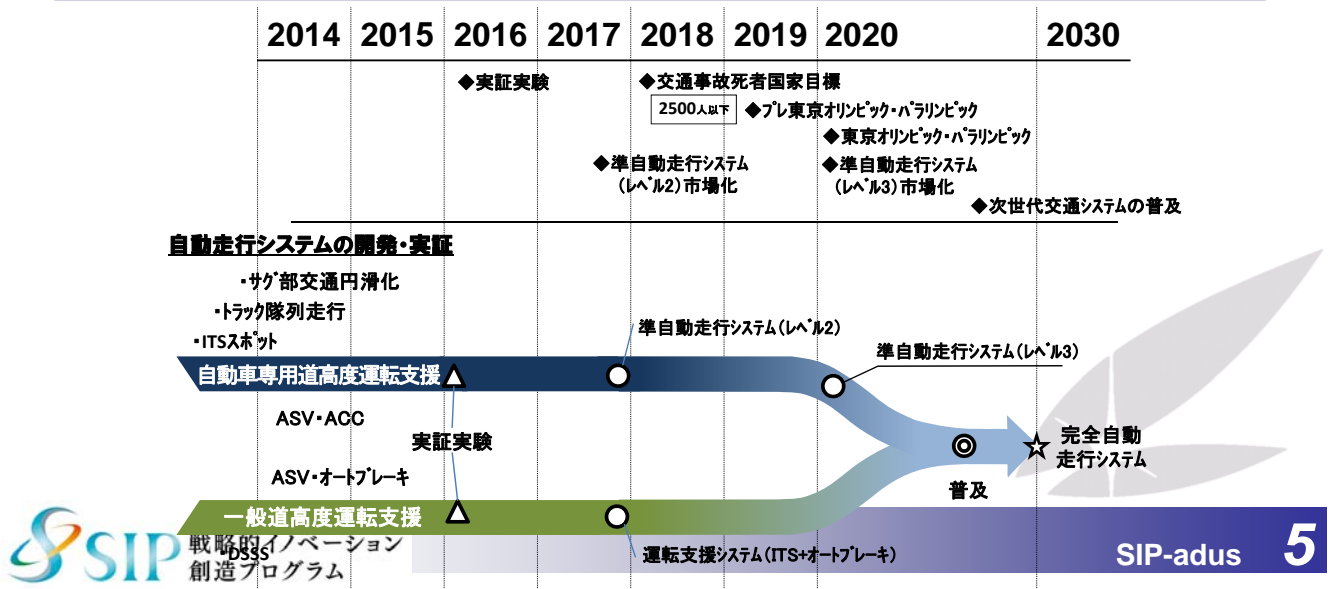 2014 2015 2016 2017 2018 2019 2020 2030
◆実証実験 ◆交通事故死者国家目標
2500人以下 ◆プレ東京オリンピック・パラリンピック
◆東京オリンピック・パラリンピック
◆準自動走行システム
(レベル2)市場化
◆準自動走行システム
(レベル3)市場化
◆次世代交通システムの普及
自動走行システムの開発・実証
・サグ部交通円滑化
・トラック隊列走行
・ITSスポット
準自動走行システム(レベル2)
準自動走行システム(レベル3)
自動車専用道高度運転支援
ASV・ACC
実証実験
完全自動
走行システム
ASV・オートブレーキ
普及
一般道高度運転支援
・DSSS
運転支援システム(ITS+オートブレーキ)
SIP 戦略的イノベーション
創造プログラム
SIP-adus 5